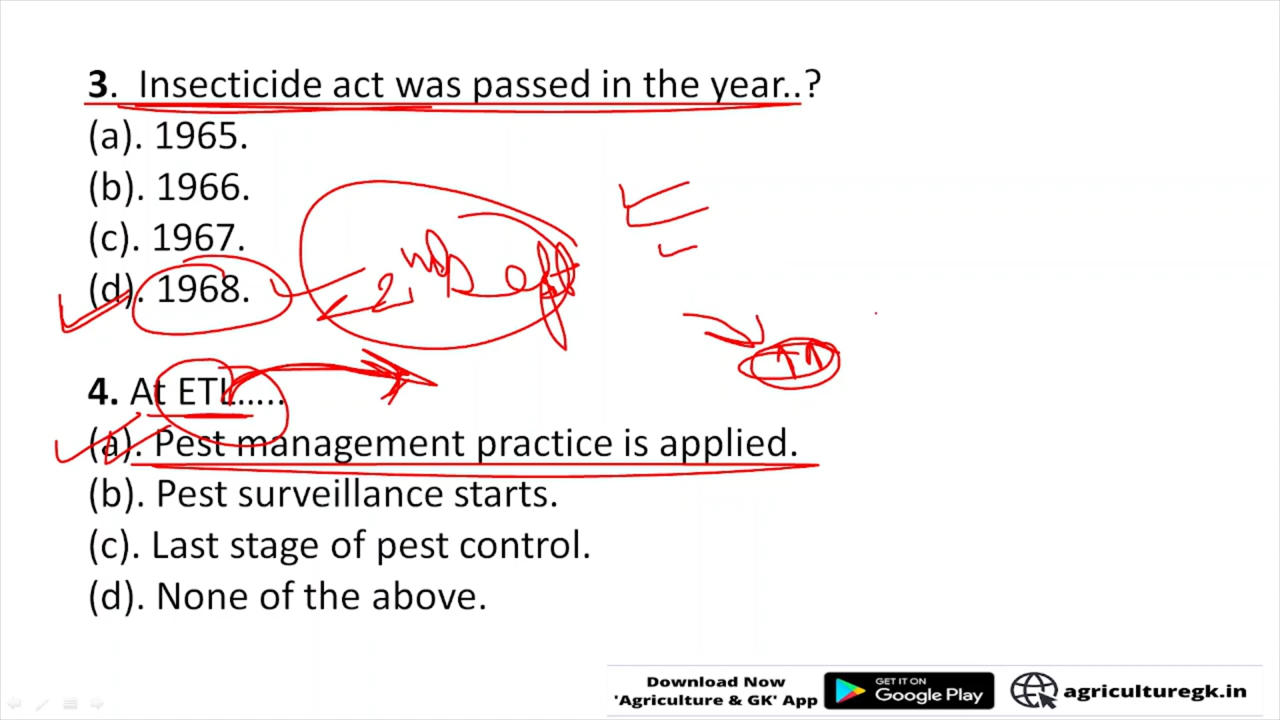 3. Insecticide act was passed in the year..?
(a). 1965.
(b). 1966.
(c). 1967.
(d). 1968.
4. At ETL.....
(a). Pest management practice is applied.
(b). Pest surveillance starts.
(c). Last stage of pest control.
(d). None of the above.
Download Now
'Agriculture & GK' App
GET IT ON
Google Play
agriculturegk.in